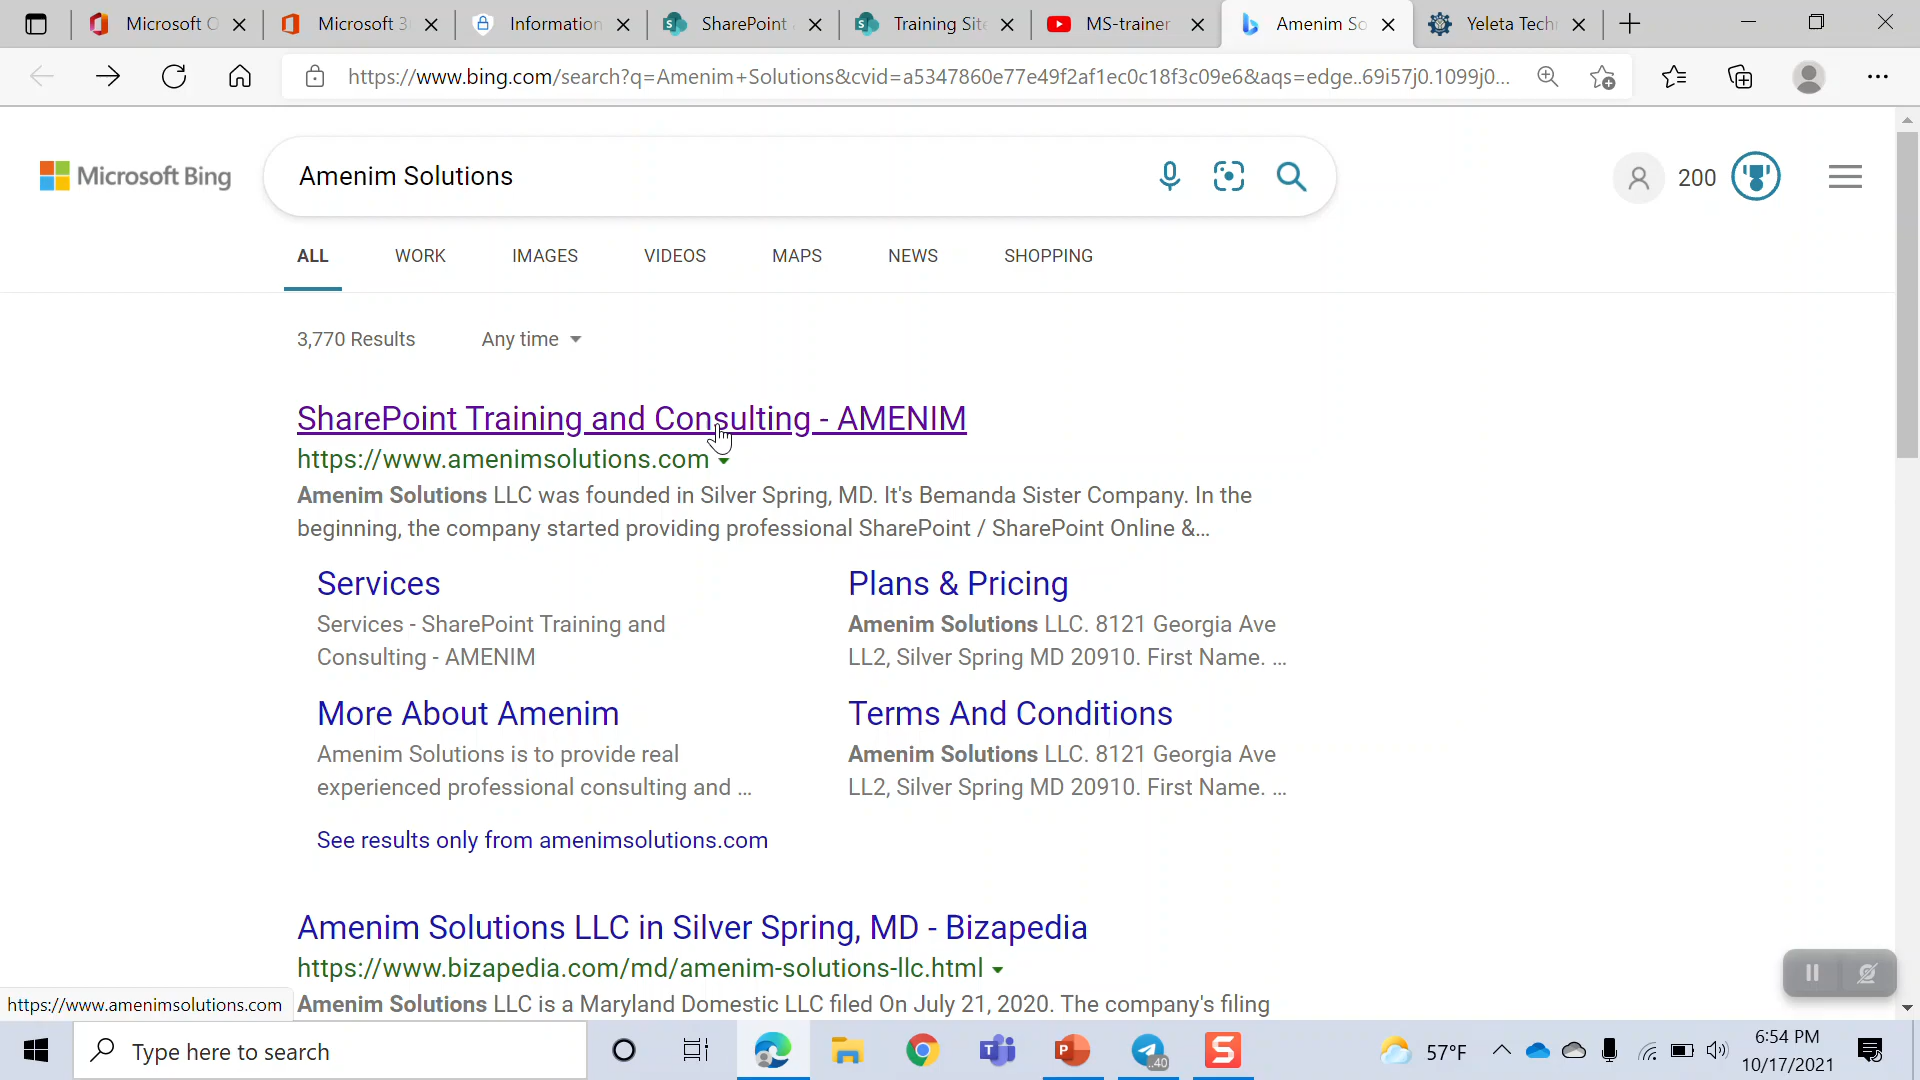 Microsoft O
Microsoft 3
Information
SharePoint
Training Site
MS-trainer
Amenim So
Yeleta Tech
https://www.bing.com/search?q=Amenim+Solutions&cvid=a5347860e77e49f2af1ec0c18f3c09e6&aqs=edge..69i57j0.1099j0...
Microsoft Bing
Amenim Solutions
200
ALL WORK IMAGES VIDEOS MAPS NEWS SHOPPING
3,770 Results Any time
SharePoint Training and Consulting - AMENIM
https://www.amenimsolutions.com
Amenim Solutions LLC was founded in Silver Spring, MD. It's Bemanda Sister Company. In the
beginning, the company started providing professional SharePoint / SharePoint Online &...
Services
Services - SharePoint Training and
Consulting - AMENIM
Plans & Pricing
Amenim Solutions LLC. 8121 Georgia Ave
LL2, Silver Spring MD 20910. First Name. ...
More About Amenim
Amenim Solutions is to provide real
experienced professional consulting and ...
Terms And Conditions
Amenim Solutions LLC. 8121 Georgia Ave
LL2, Silver Spring MD 20910. First Name. ...
See results only from amenimsolutions.com
Amenim Solutions LLC in Silver Spring, MD - Bizapedia
https://www.bizapedia.com/md/amenim-solutions-llc.html
Amenim Solutions LLC is a Maryland Domestic LLC filed On July 21, 2020. The company's filing
https://www.amenimsolutions.com
Type here to search
..40
57°F
6:54 PM
10/17/2021